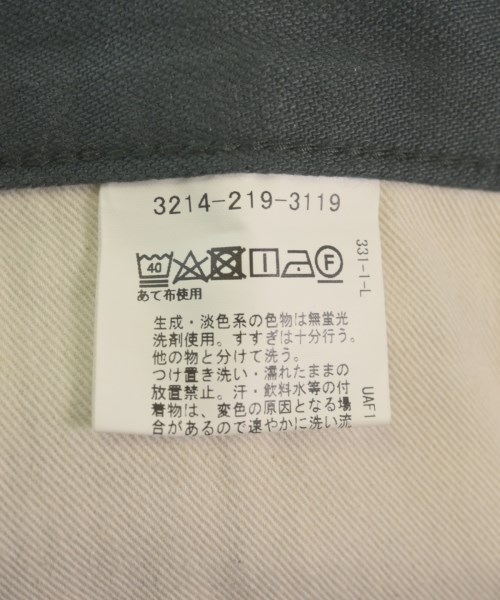 3214-219-3119
40
F
あて布使用
生成・淡色系の色物は無蛍光
洗剤使用。すすぎは十分行う。
他の物と分けて洗う。
つけ置き洗い・濡れたままの
放置禁止。汗・飲料水等の付
着物は、変色の原因となる場
合があるので速やかに洗い流
331-I-L
UAF1